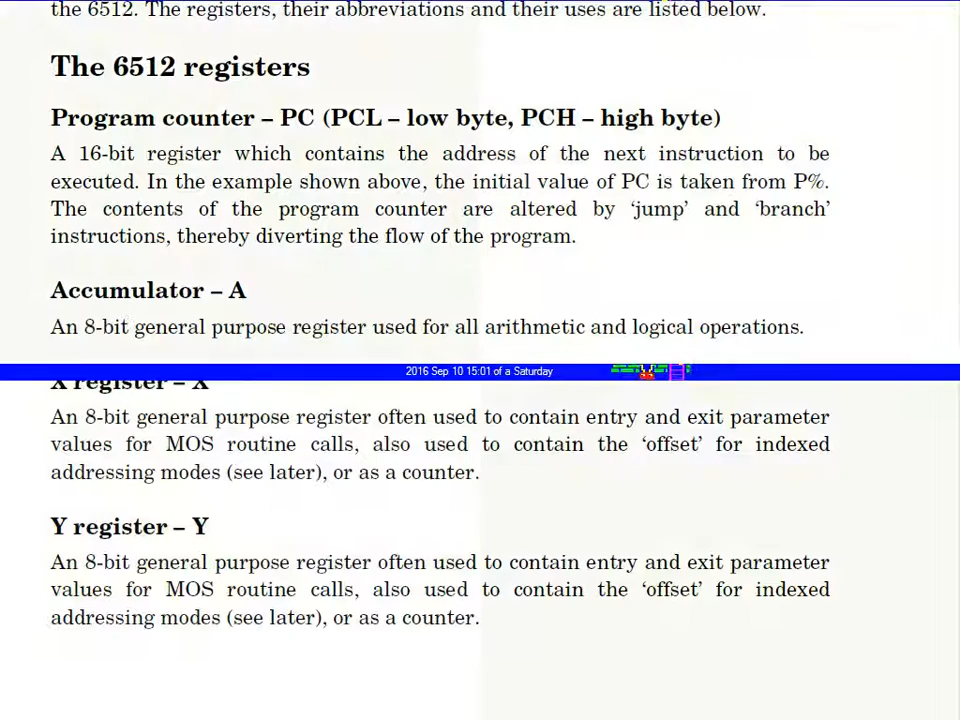 the 6512. The registers, their abbreviations and their uses are listed below.
The 6512 registers
Program counter – PC (PCL – low byte, PCH – high byte)
A 16-bit register which contains the address of the next instruction to be
executed. In the example shown above, the initial value of PC is taken from P%.
The contents of the program counter are altered by ‘jump’ and ‘branch’
instructions, thereby diverting the flow of the program.
Accumulator – A
An 8-bit general purpose register used for all arithmetic and logical operations.
2016 Sep 10 15:01 of a Saturday
X register – X
An 8-bit general purpose register often used to contain entry and exit parameter
values for MOS routine calls, also used to contain the ‘offset’ for indexed
addressing modes (see later), or as a counter.
Y register – Y
An 8-bit general purpose register often used to contain entry and exit parameter
values for MOS routine calls, also used to contain the ‘offset’ for indexed
addressing modes (see later), or as a counter.